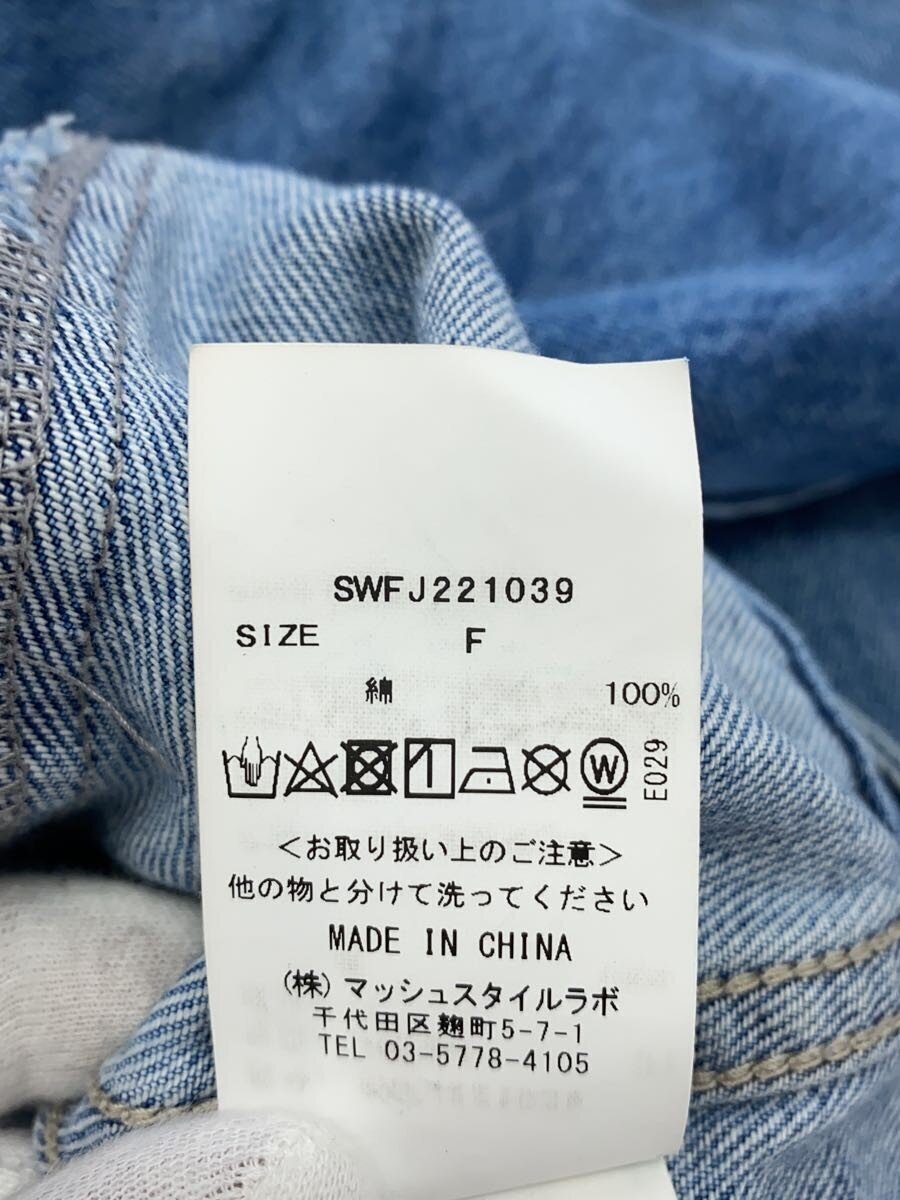 SWFJ221039
SIZE F
綿 100%
W
E029
<お取り扱い上のご注意>
他の物と分けて洗ってください
MADE IN CHINA
(株)マッシュスタイルラボ
千代田区麹町5-7-1
TEL 03-5778-4105